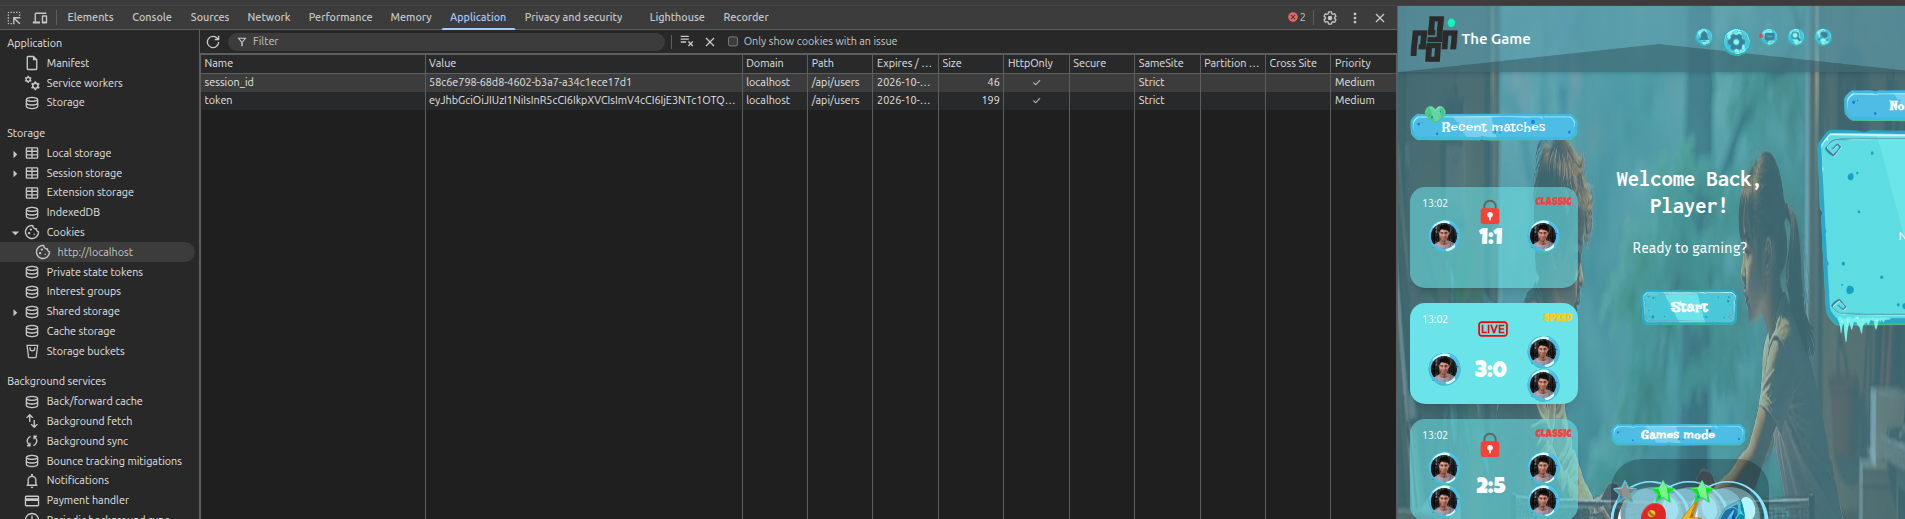 Elements Console Sources Network Performance Memory Application Privacy and security Lighthouse Recorder 2
Application
Manifest
Service workers
Storage
Storage
Local storage
Session storage
Extension storage
IndexedDB
Cookies
http://localhost
Private state tokens
Interest groups
Shared storage
Cache storage
Storage buckets
Background services
Back/forward cache
Background fetch
Background sync
Bounce tracking mitigations
Notifications
Payment handler
Filter Only show cookies with an issue
Name Value Domain Path Expires / ... Size HttpOnly Secure SameSite Partition ... Cross Site Priority
session_id 58c6e798-68d8-4602-b3a7-a34c1ece17d1 localhost /api/users 2026-10-... 46 ✓ Strict Medium
token localhost /api/users 2026-10-... 199 ✓ Strict Medium
The Game
Recent matches
13:02 CLASSIC
1:1
13:02 SPEED
LIVE
3:0
13:02 CLASSIC
2:5
Welcome Back,
Player!
Ready to gaming?
Start
Games mode
No
N